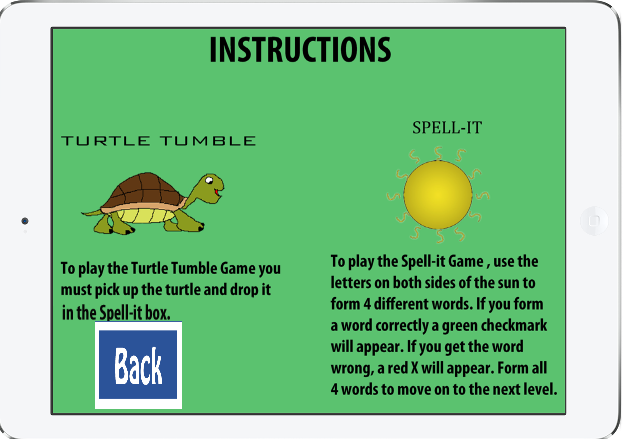 INSTRUCTIONS
TURTLE TUMBLE
To play the Turtle Tumble Game you
must pick up the turtle and drop it
in the Spell-it box.
Back
SPELL-IT
To play the Spell-it Game , use the
letters on both sides of the sun to
form 4 different words. If you form
a word correctly a green checkmark
will appear. If you get the word
wrong, a red X will appear. Form all
4 words to move on to the next level.